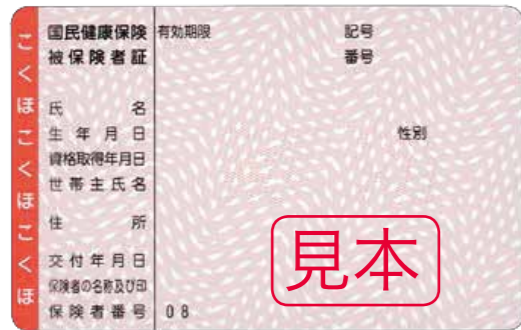 こくほこくほこくほ
国民健康保険 有効期限 記号
被保険者証 番号
氏名
生年月日 性別
資格取得年月日
世帯主氏名
住所
交付年月日
保険者の名称及び印
保険者番号 08
見本